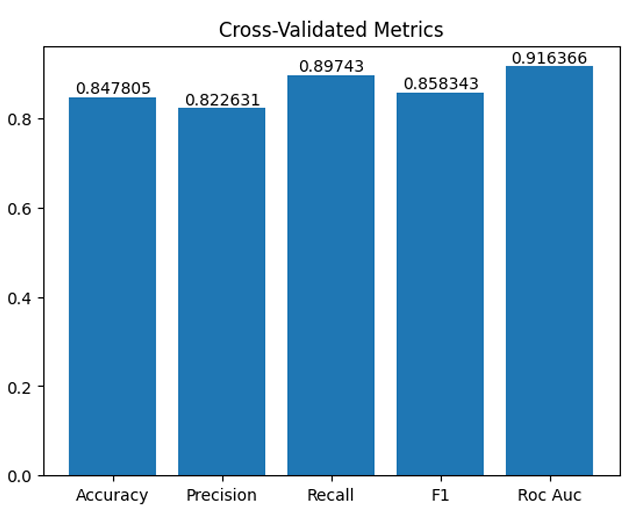 Cross-Validated Metrics
0.847805
0.822631
0.89743
0.858343
0.916366
0.8
0.6
0.4
0.2
0.0
Accuracy
Precision
Recall
F1
Roc Auc